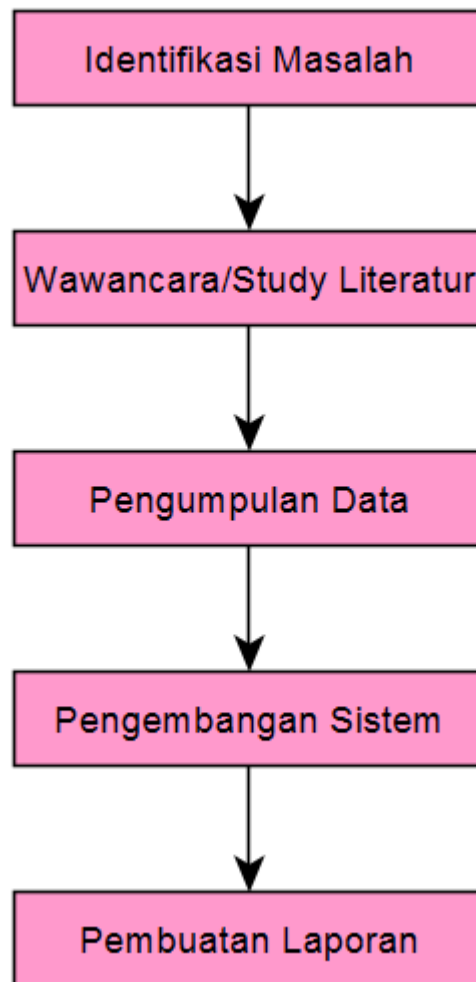 Identifikasi Masalah
Wawancara/Study Literatur
Pengumpulan Data
Pengembangan Sistem
Pembuatan Laporan